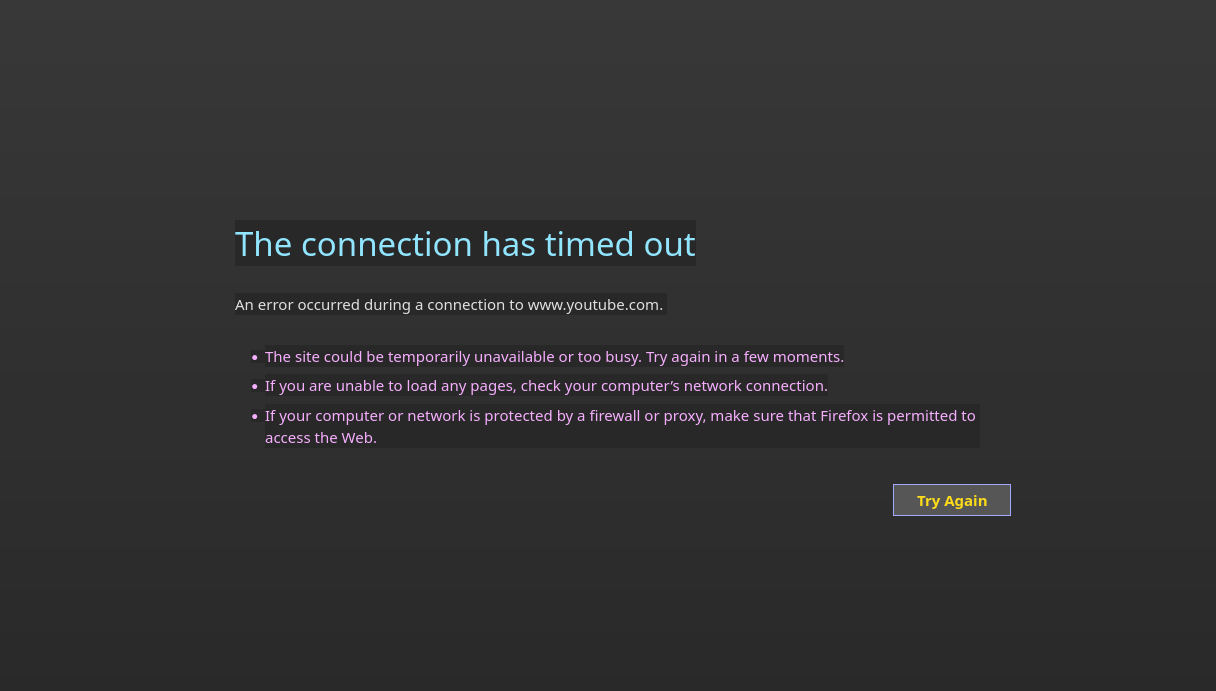 The connection has timed out
An error occurred during a connection to www.youtube.com.
• The site could be temporarily unavailable or too busy. Try again in a few moments.
• If you are unable to load any pages, check your computer’s network connection.
• If your computer or network is protected by a firewall or proxy, make sure that Firefox is permitted to
access the Web.
Try Again